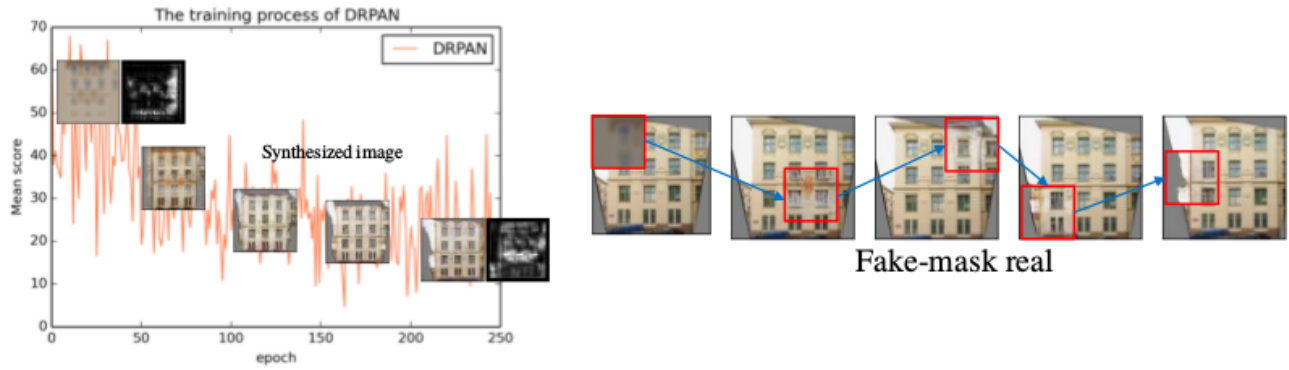 The training process of DRPAN
DRPAN
Synthesized image
Mean score
70
60
50
40
30
20
10
0
0 50 100 150 200 250
epoch
Fake-mask real